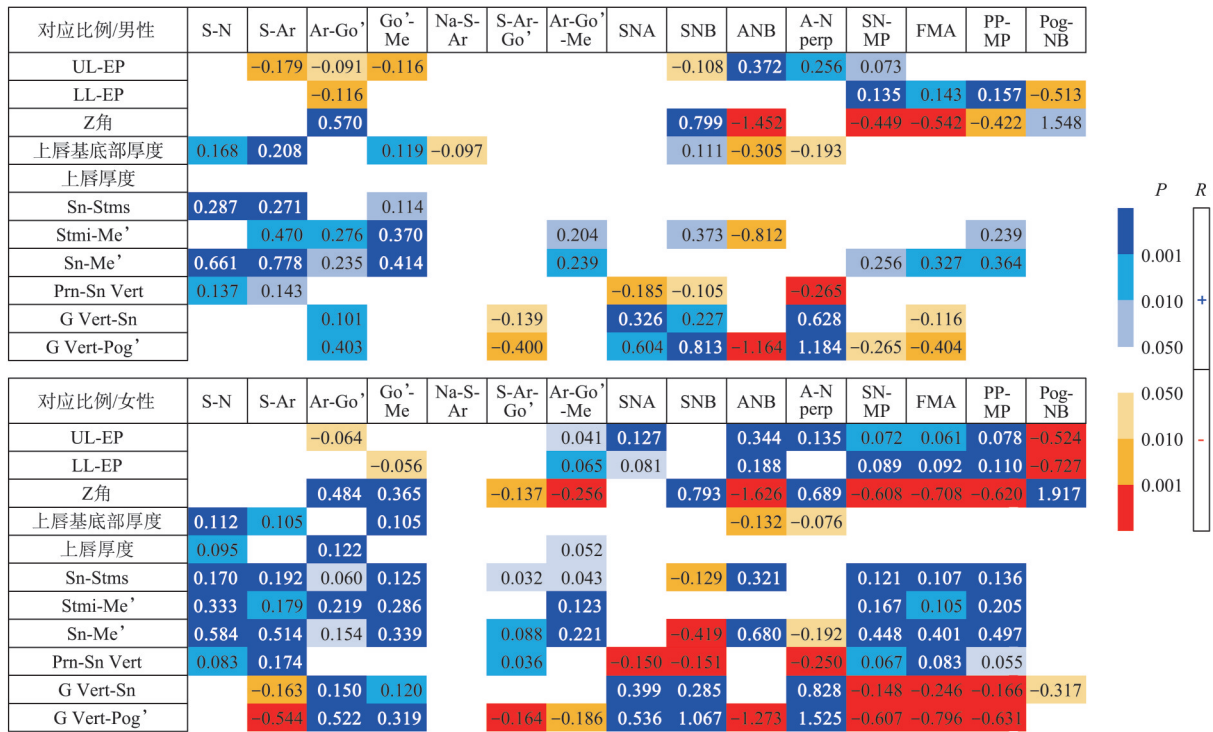 对应比例/男性 S-N S-Ar Ar-Go’ Go’-Me Na-S-Ar S-Ar-Go’ Ar-Go’-Me SNA SNB ANB A-N perp SN-MP FMA PP-MP Pog-NB
UL-EP −0.179 −0.091 −0.116 −0.108 0.372 0.256 0.073
LL-EP −0.116 0.135 0.143 0.157 −0.513
Z角 0.570 0.799 −1.452 −0.449 −0.542 −0.422 1.548
上唇基底部厚度 0.168 0.208 0.119 −0.097 0.111 −0.305 −0.193
上唇厚度
Sn-Stms 0.287 0.271 0.114
Stmi-Me’ 0.470 0.276 0.370 0.204 0.373 −0.812 0.239
Sn-Me’ 0.661 0.778 0.235 0.414 0.239 0.256 0.327 0.364
Prn-Sn Vert 0.137 0.143 −0.185 −0.105 −0.265
G Vert-Sn 0.101 −0.139 0.326 0.227 0.628 −0.116
G Vert-Pog’ 0.403 −0.400 0.604 0.813 −1.164 1.184 −0.265 −0.404
对应比例/女性 S-N S-Ar Ar-Go’ Go’-Me Na-S-Ar S-Ar-Go’ Ar-Go’-Me SNA SNB ANB A-N perp SN-MP FMA PP-MP Pog-NB
UL-EP −0.064 0.041 0.127 0.344 0.135 0.072 0.061 0.078 −0.524
LL-EP −0.056 0.065 0.081 0.188 0.089 0.092 0.110 −0.727
Z角 0.484 0.365 −0.137 −0.256 0.793 −1.626 0.689 −0.608 −0.708 −0.620 1.917
上唇基底部厚度 0.112 0.105 0.105 −0.132 −0.076
上唇厚度 0.095 0.122 0.052
Sn-Stms 0.170 0.192 0.060 0.125 0.032 0.043 −0.129 0.321 0.121 0.107 0.136
Stmi-Me’ 0.333 0.179 0.219 0.286 0.123 0.167 0.105 0.205
Sn-Me’ 0.584 0.514 0.154 0.339 0.088 0.221 −0.419 0.680 −0.192 0.448 0.401 0.497
Prn-Sn Vert 0.083 0.174 0.036 −0.150 −0.151 −0.250 0.067 0.083 0.055
G Vert-Sn −0.163 0.150 0.120 0.399 0.285 0.828 −0.148 −0.246 −0.166 −0.317
G Vert-Pog’ −0.544 0.522 0.319 −0.164 −0.186 0.536 1.067 −1.273 1.525 −0.607 −0.796 −0.631
P R
0.001
0.010 +
0.050
0.050
0.010 -
0.001